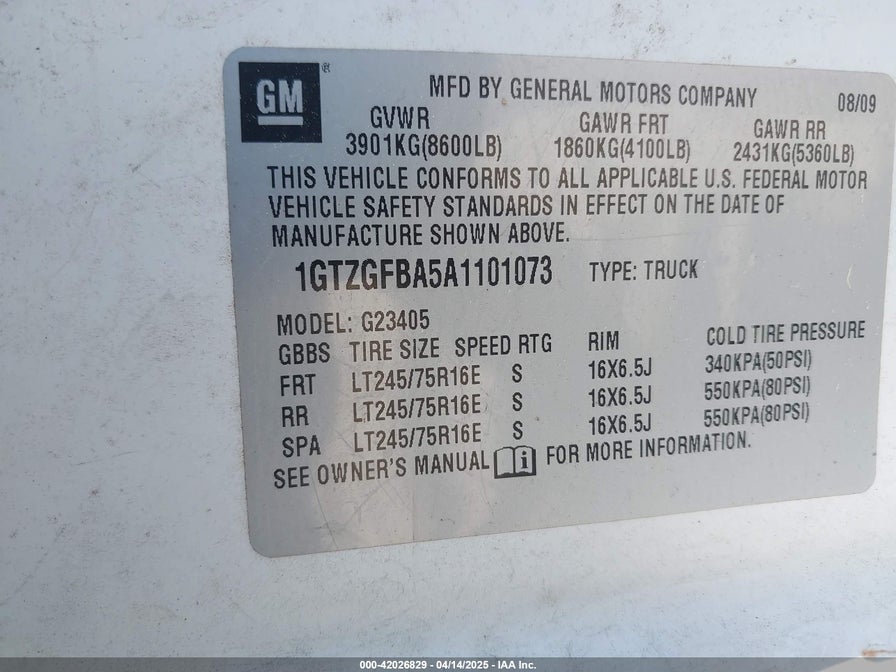 GM ®
MFD BY GENERAL MOTORS COMPANY 08/09
GVWR GAWR FRT GAWR RR
3901KG(8600LB) 1860KG(4100LB) 2431KG(5360LB)
THIS VEHICLE CONFORMS TO ALL APPLICABLE U.S. FEDERAL MOTOR
VEHICLE SAFETY STANDARDS IN EFFECT ON THE DATE OF
MANUFACTURE SHOWN ABOVE.
1GTZGFBA5A1101073 TYPE: TRUCK
MODEL: G23405
GBBS TIRE SIZE SPEED RTG RIM COLD TIRE PRESSURE
FRT LT245/75R16E S 16X6.5J 340KPA(50PSI)
RR LT245/75R16E S 16X6.5J 550KPA(80PSI)
SPA LT245/75R16E S 16X6.5J 550KPA(80PSI)
SEE OWNER'S MANUAL i FOR MORE INFORMATION.
000-42026829 - 04/14/2025 - IAA Inc.